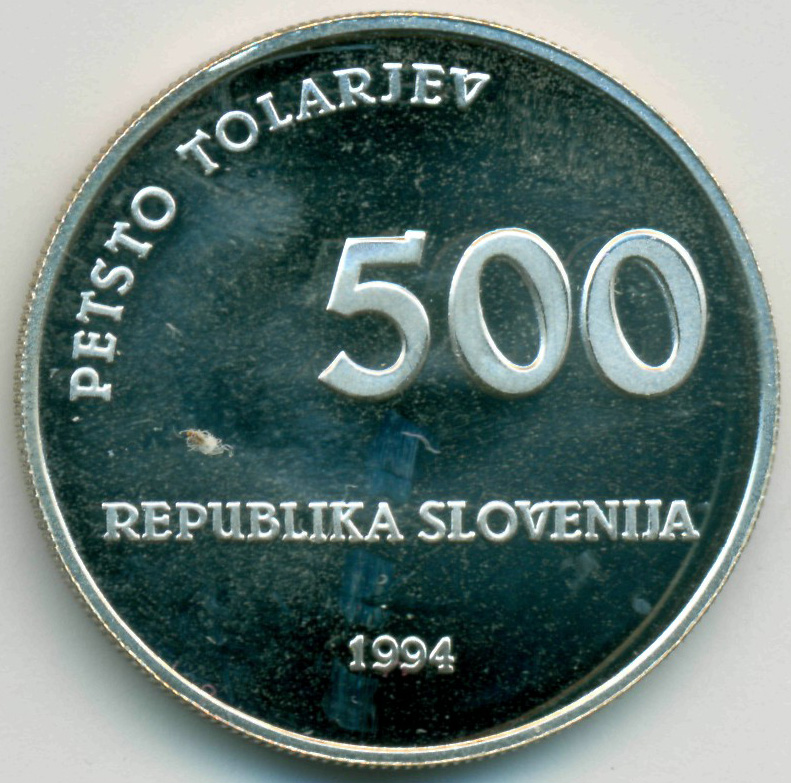 PETSTO TOLARJEV
500
REPUBLIKA SLOVENIJA
1994